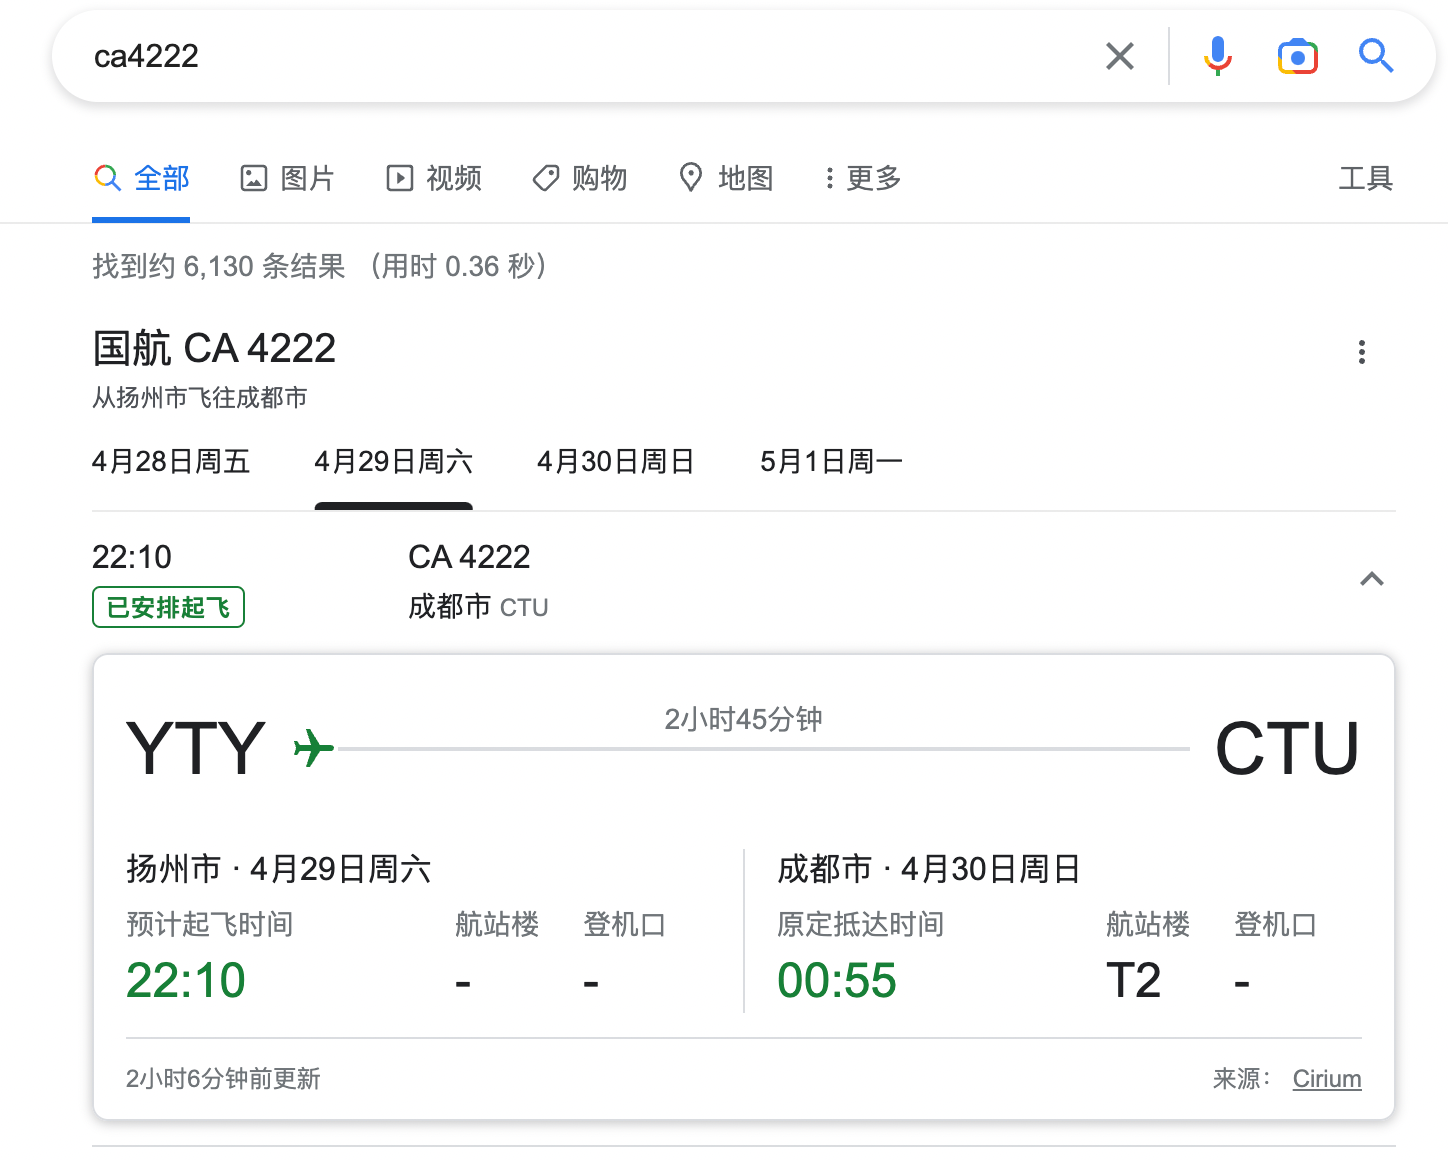 ca4222
全部 图片 视频 购物 地图 更多 工具
找到约 6,130 条结果 （用时 0.36 秒）
国航 CA 4222
从扬州市飞往成都市
4月28日周五 4月29日周六 4月30日周日 5月1日周一
22:10 CA 4222
已安排起飞 成都市 CTU
2小时45分钟
YTY CTU
扬州市 · 4月29日周六 成都市 · 4月30日周日
预计起飞时间 航站楼 登机口 原定抵达时间 航站楼 登机口
22:10 - - 00:55 T2 -
2小时6分钟前更新 来源： Cirium